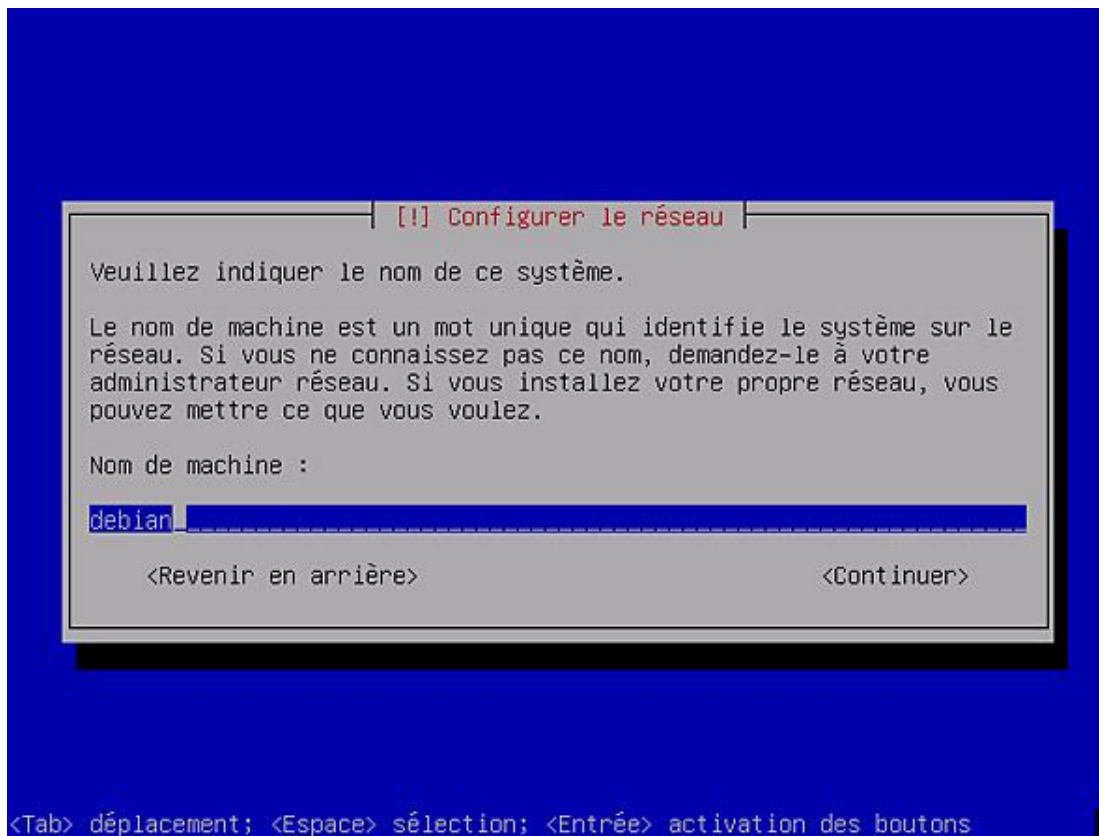 [!] Configurer le réseau
Veuillez indiquer le nom de ce système.
Le nom de machine est un mot unique qui identifie le système sur le
réseau. Si vous ne connaissez pas ce nom, demandez-le à votre
administrateur réseau. Si vous installez votre propre réseau, vous
pouvez mettre ce que vous voulez.
Nom de machine :
debian
<Revenir en arrière> <Continuer>
<Tab> déplacement; <Espace> sélection; <Entrée> activation des boutons